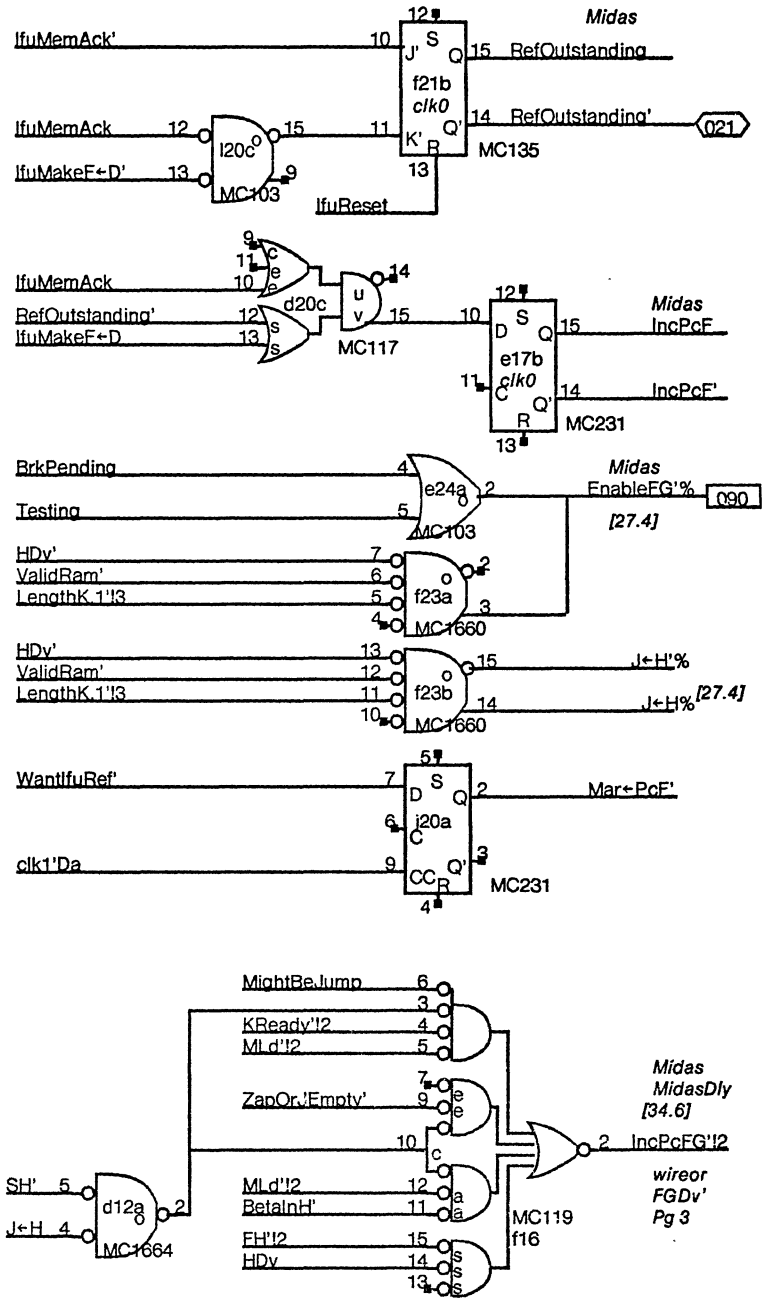 12 Midas
IfuMemAck' 10 J' S Q 15 RefOutstanding
f21b
clk0
IfuMemAck 12 l20c o 15 11 K' R Q' 14 RefOutstanding' 021
MC135
IfuMakeF←D' 13 MC103 9
13
IfuReset
9 c
11 e 14
IfuMemAck 10 e u
d20c
RefOutstanding' 12 s v 15
IfuMakeF←D 13 s
MC117
12 Midas
10 D S Q 15 IncPcF
e17b
11 C clk0
Q' 14 IncPcF'
R MC231
13
BrkPending 4 Midas
e24a o 2 EnableFG'% 090
Testing 5 [27.4]
MC103
HDv' 7 2
ValidRam' 6 o
LengthK.1'!3 5 f23a 3
4 MC1660
HDv' 13 15 J←H'%
ValidRam' 12 o
LengthK.1'!3 11 f23b 14 J←H% [27.4]
10 MC1660
5
WantIfuRef' 7 D S Q 2 Mar←PcF'
6 C i20a
clk1'Da 9 CC R Q' 3
MC231
4
MightBeJump 6
3
KReady'!2 4
MLd'!2 5
Midas
MidasDly
7 e [34.6]
ZapOrJ'Empty' 9 e
10 c 2 IncPcFG'!2
SH' 5 d12a o 2
MLd'!2 12 a wireor
BetaInH' 11 a FGDv'
MC119 Pg 3
J←H 4 f16
MC1664
FH'!2 15 s
HDv 14 s
13 s